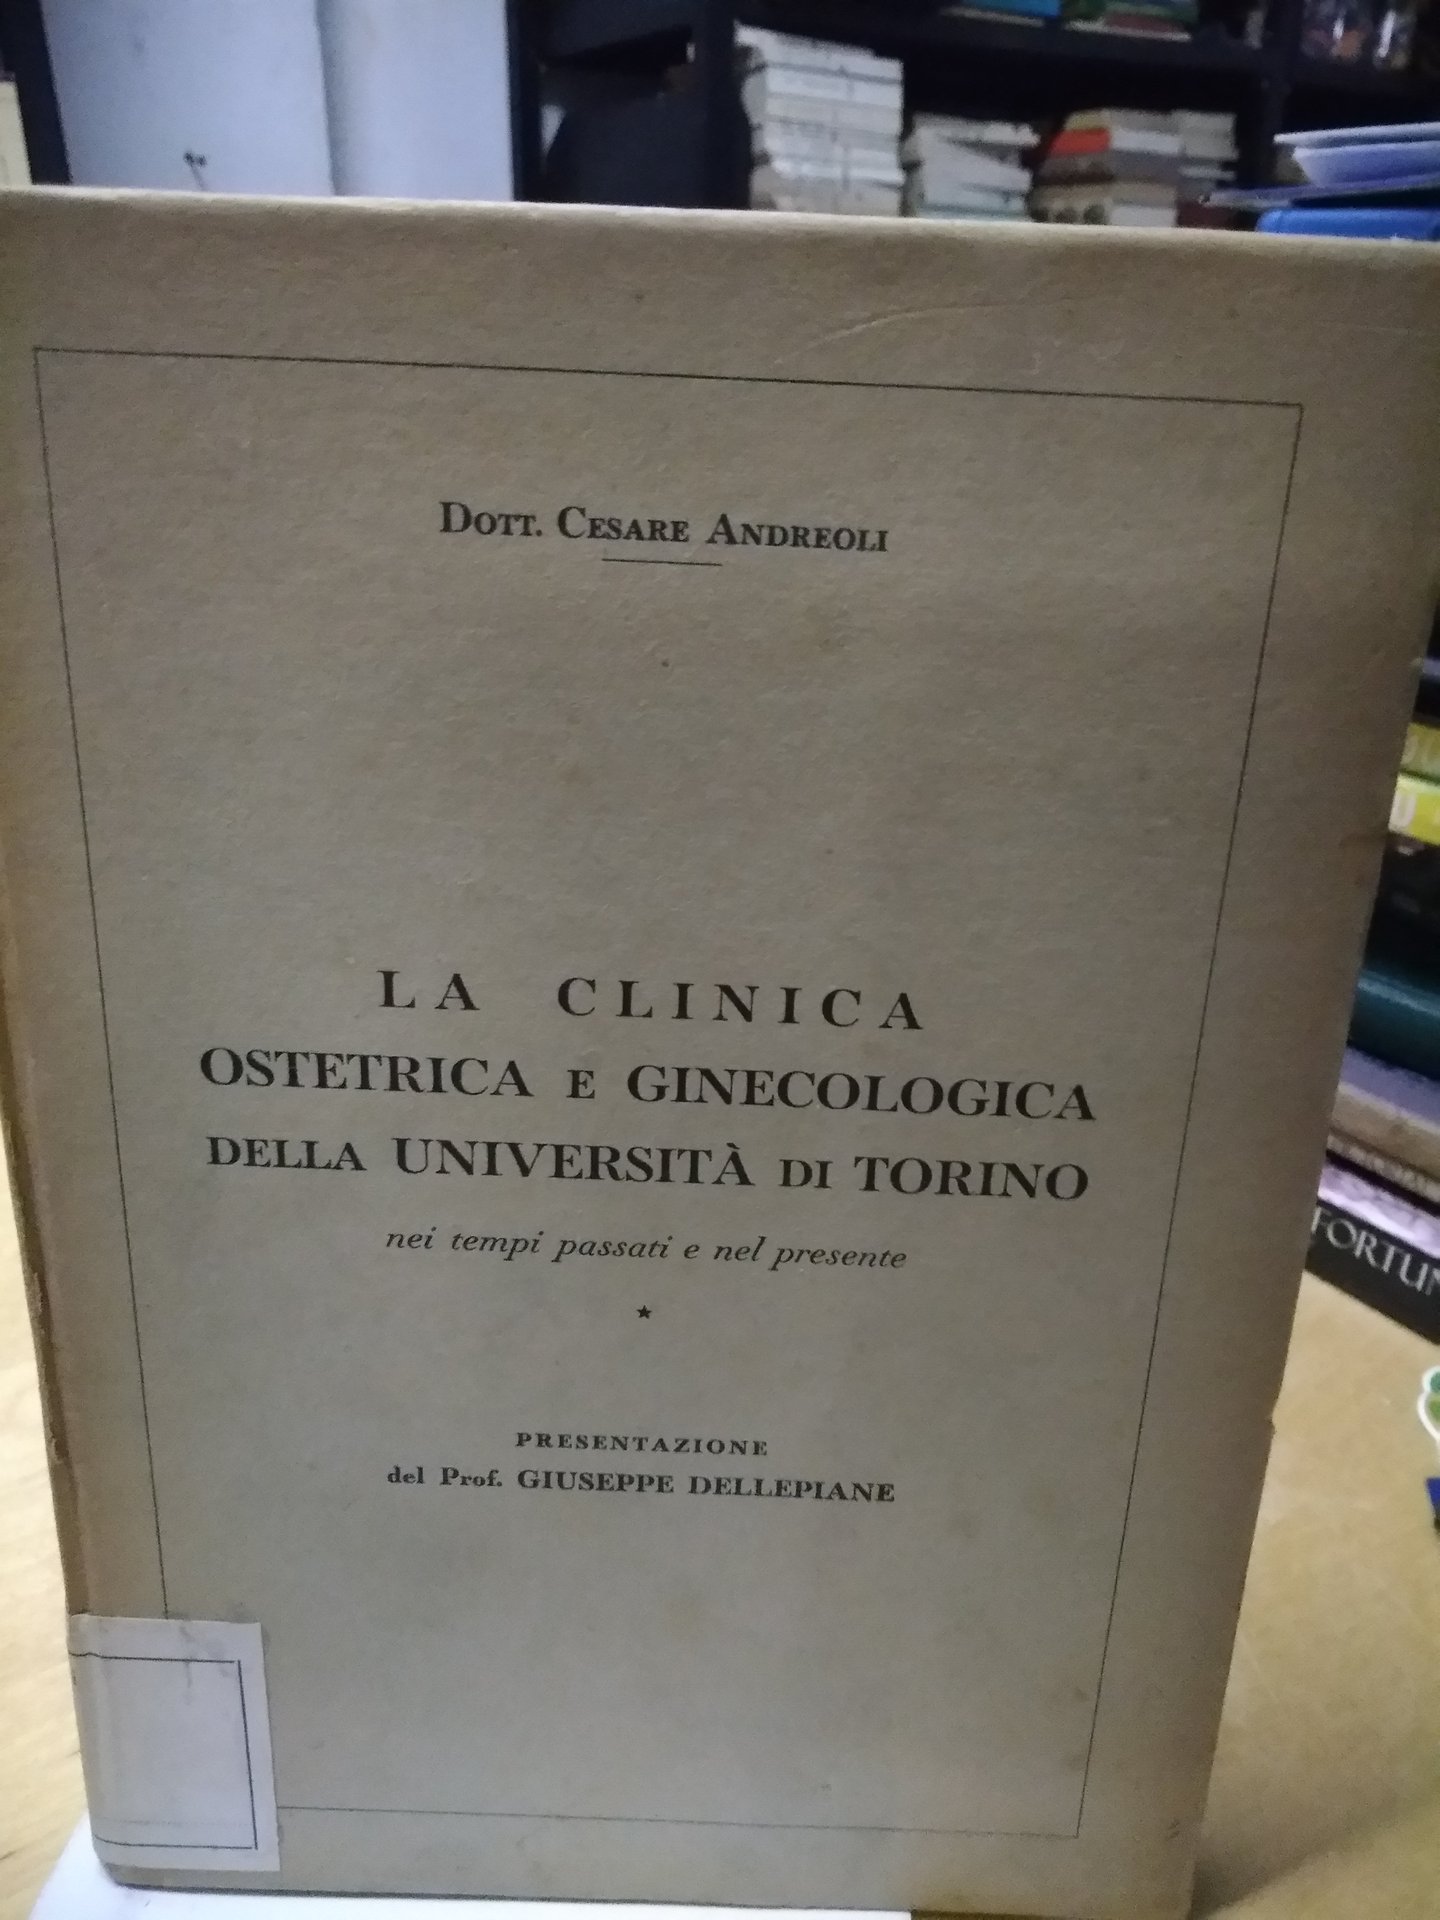 Dott. Cesare Andreoli
LA CLINICA
OSTETRICA E GINECOLOGICA
DELLA UNIVERSITÀ DI TORINO
nei tempi passati e nel presente
★
PRESENTAZIONE
del Prof. GIUSEPPE DELLEPIANE
FORTUN